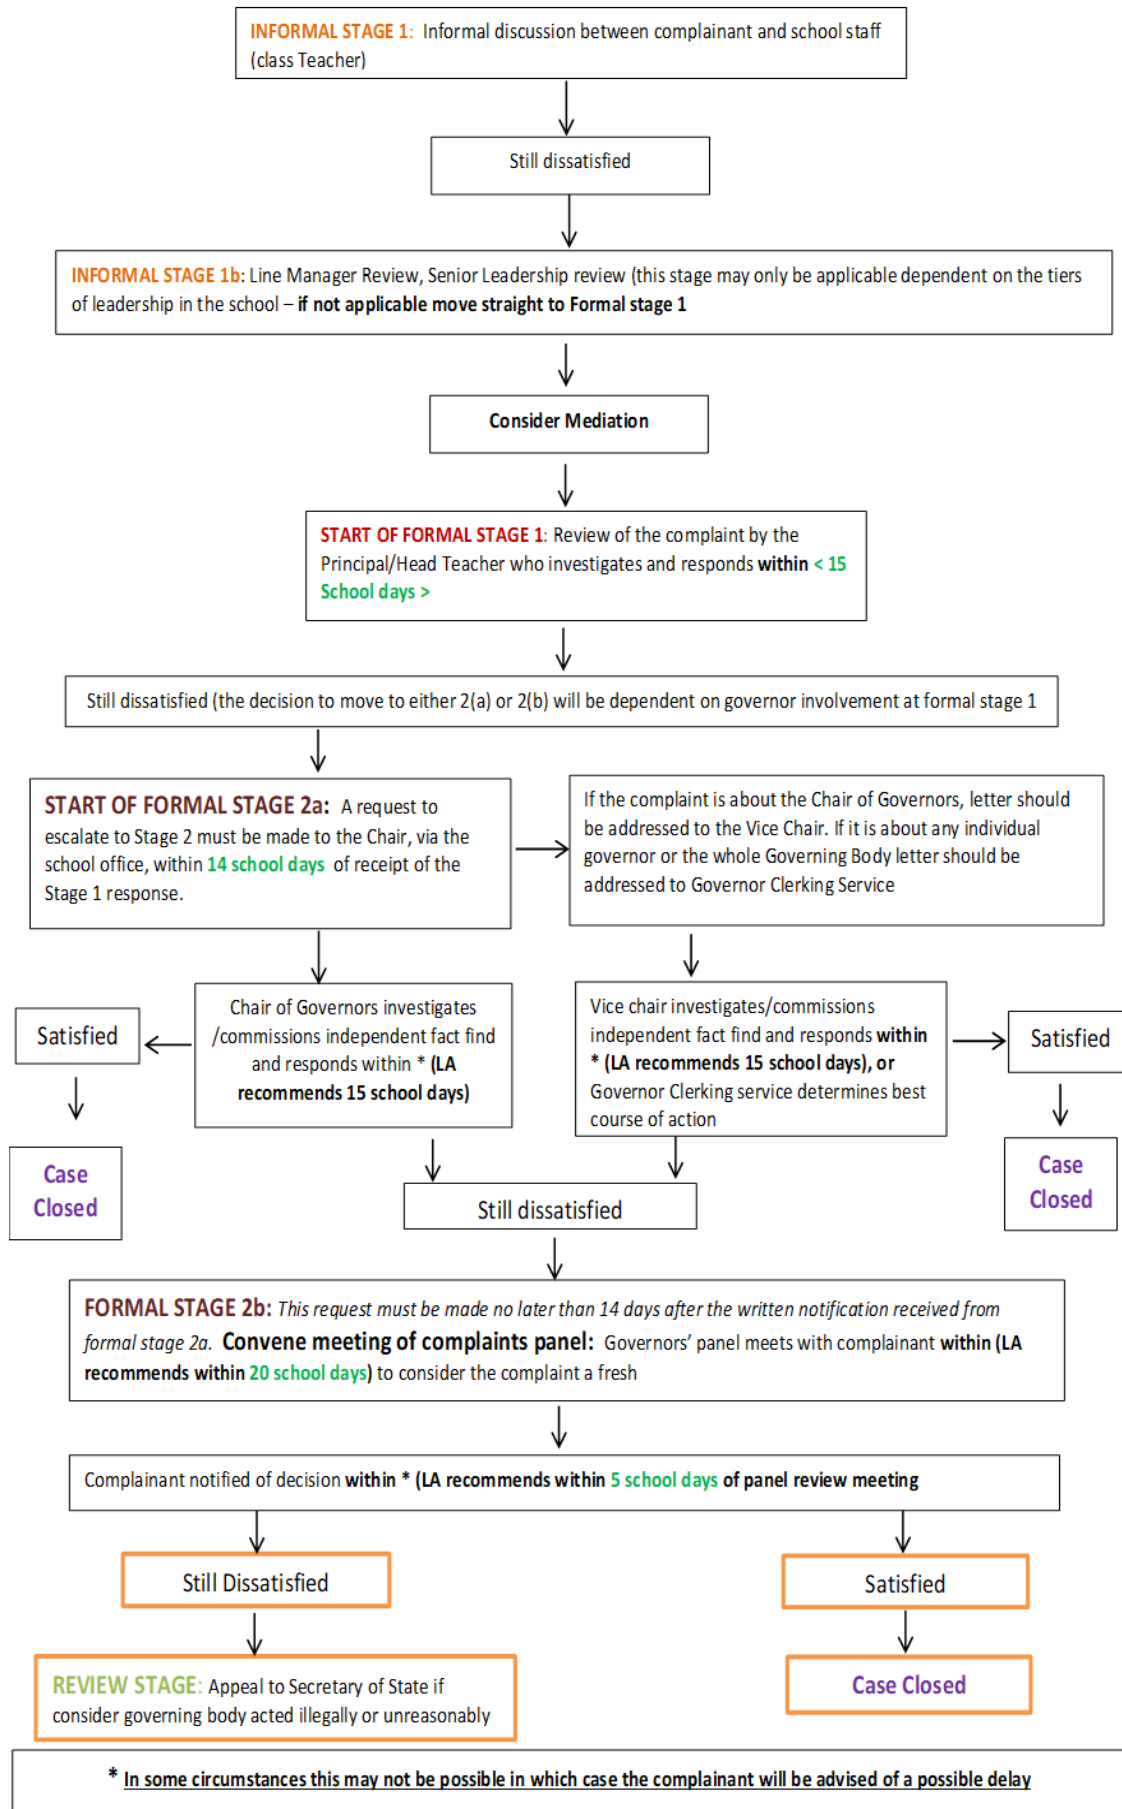 INFORMAL STAGE 1:  Informal discussion between complainant and school staff
(class Teacher)
Still dissatisfied
INFORMAL STAGE 1b: Line Manager Review, Senior Leadership review (this stage may only be applicable dependent on the tiers
of leadership in the school – if not applicable move straight to Formal stage 1
Consider Mediation
START OF FORMAL STAGE 1: Review of the complaint by the
Principal/Head Teacher who investigates and responds within < 15
School days >
Still dissatisfied (the decision to move to either 2(a) or 2(b) will be dependent on governor involvement at formal stage 1
START OF FORMAL STAGE 2a:  A request to
escalate to Stage 2 must be made to the Chair, via the
school office, within 14 school days  of receipt of the
Stage 1 response.
If the complaint is about the Chair of Governors, letter should
be addressed to the Vice Chair. If it is about any individual
governor or the whole Governing Body letter should be
addressed to Governor Clerking Service
Satisfied
Chair of Governors investigates
/commissions independent fact find
and responds within * (LA
recommends 15 school days)
Vice chair investigates/commissions
independent fact find and responds within
* (LA recommends 15 school days), or
Governor Clerking service determines best
course of action
Satisfied
Case
Closed
Case
Closed
Still dissatisfied
FORMAL STAGE 2b: This request must be made no later than 14 days after the written notification received from
formal stage 2a.  Convene meeting of complaints panel:  Governors' panel meets with complainant within (LA
recommends within 20 school days) to consider the complaint a fresh
Complainant notified of decision within * (LA recommends within 5 school days of panel review meeting
Still Dissatisfied
Satisfied
REVIEW STAGE: Appeal to Secretary of State if
consider governing body acted illegally or unreasonably
Case Closed
* In some circumstances this may not be possible in which case the complainant will be advised of a possible delay